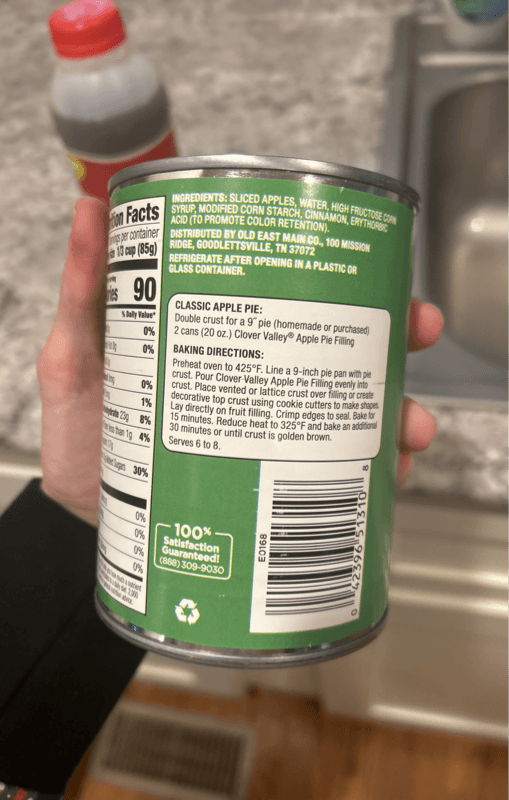 ion Facts
ings per container
1/3 cup (85g)
90
% Daily Value*
0%
0%
0%
1%
23g 8%
less than 1g 4%
Sugars 30%
0%
0%
0%
0%
INGREDIENTS: SLICED APPLES, WATER, HIGH FRUCTOSE CORN
SYRUP, MODIFIED CORN STARCH, CINNAMON, ERYTHORBIC
ACID (TO PROMOTE COLOR RETENTION).
DISTRIBUTED BY OLD EAST MAIN CO., 100 MISSION
RIDGE, GOODLETTSVILLE, TN 37072
REFRIGERATE AFTER OPENING IN A PLASTIC OR
GLASS CONTAINER.
CLASSIC APPLE PIE:
Double crust for a 9" pie (homemade or purchased)
2 cans (20 oz.) Clover Valley® Apple Pie Filling
BAKING DIRECTIONS:
Preheat oven to 425°F. Line a 9-inch pie pan with pie
crust. Pour Clover Valley Apple Pie Filling evenly into
crust. Place vented or lattice crust over filling or create
decorative top crust using cookie cutters to make shapes.
Lay directly on fruit filling. Crimp edges to seal. Bake for
15 minutes. Reduce heat to 325°F and bake an additional
30 minutes or until crust is golden brown.
Serves 6 to 8.
100%
Satisfaction
Guaranteed!
(888) 309-9030
E0168
0 42396 51310 8